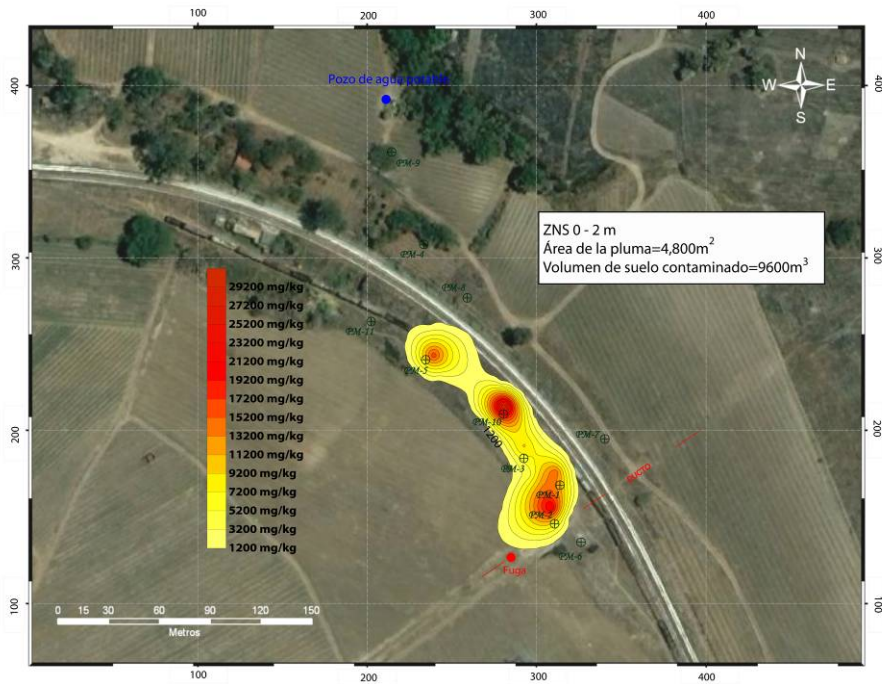 100
200
300
400
400
400
300
300
200
200
100
100
N
W
E
S
Pozo de agua potable
PM-9
PM-4
PM-8
PM-11
PM-5
PM-10
1200
PM-3
PM-7
PM-1
PM-2
PM-6
DUCTO
Fuga
ZNS 0 - 2 m
Área de la pluma=4,800m²
Volumen de suelo contaminado=9600m³
29200 mg/kg
27200 mg/kg
25200 mg/kg
23200 mg/kg
21200 mg/kg
19200 mg/kg
17200 mg/kg
15200 mg/kg
13200 mg/kg
11200 mg/kg
9200 mg/kg
7200 mg/kg
5200 mg/kg
3200 mg/kg
1200 mg/kg
0 15 30 60 90 120 150
Metros
100
200
300
400